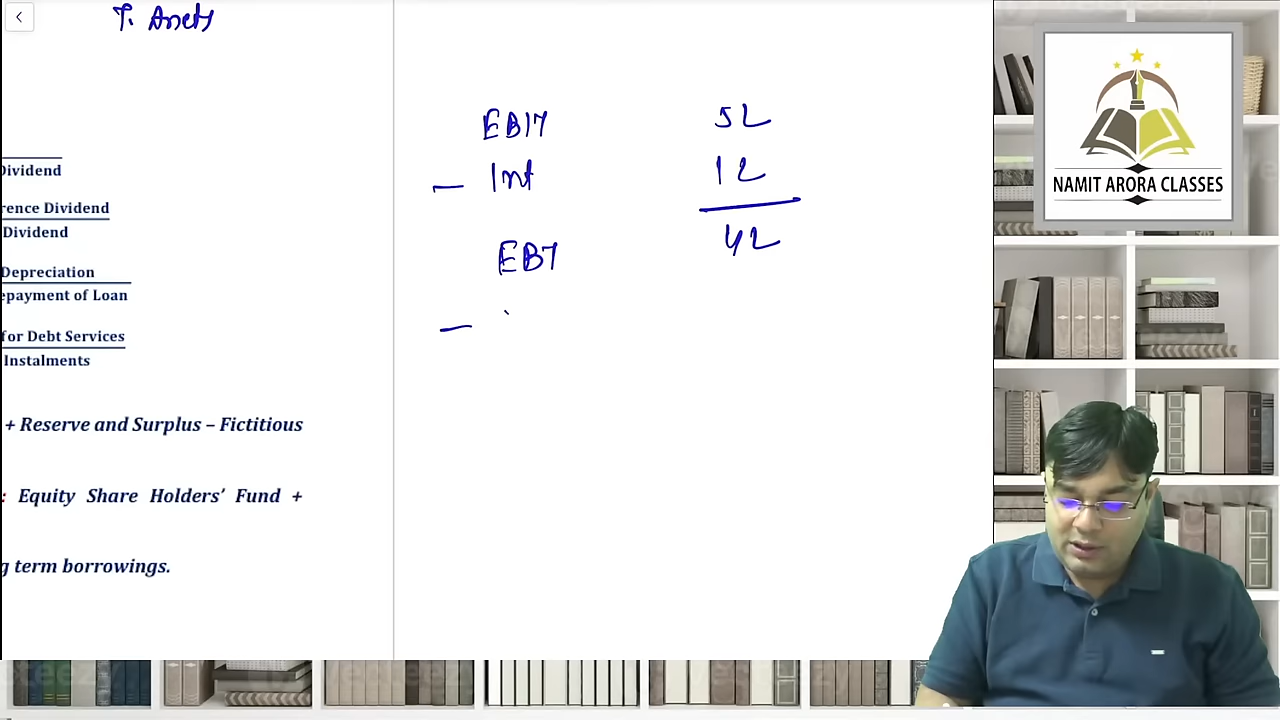 T. Assets
Dividend
rence Dividend
Dividend
Depreciation
epayment of Loan
for Debt Services
Instalments
+ Reserve and Surplus – Fictitious
: Equity Share Holders' Fund +
g term borrowings.
EBIT 5L
— Int 1L
EBT 4L
—
NAMIT ARORA CLASSES